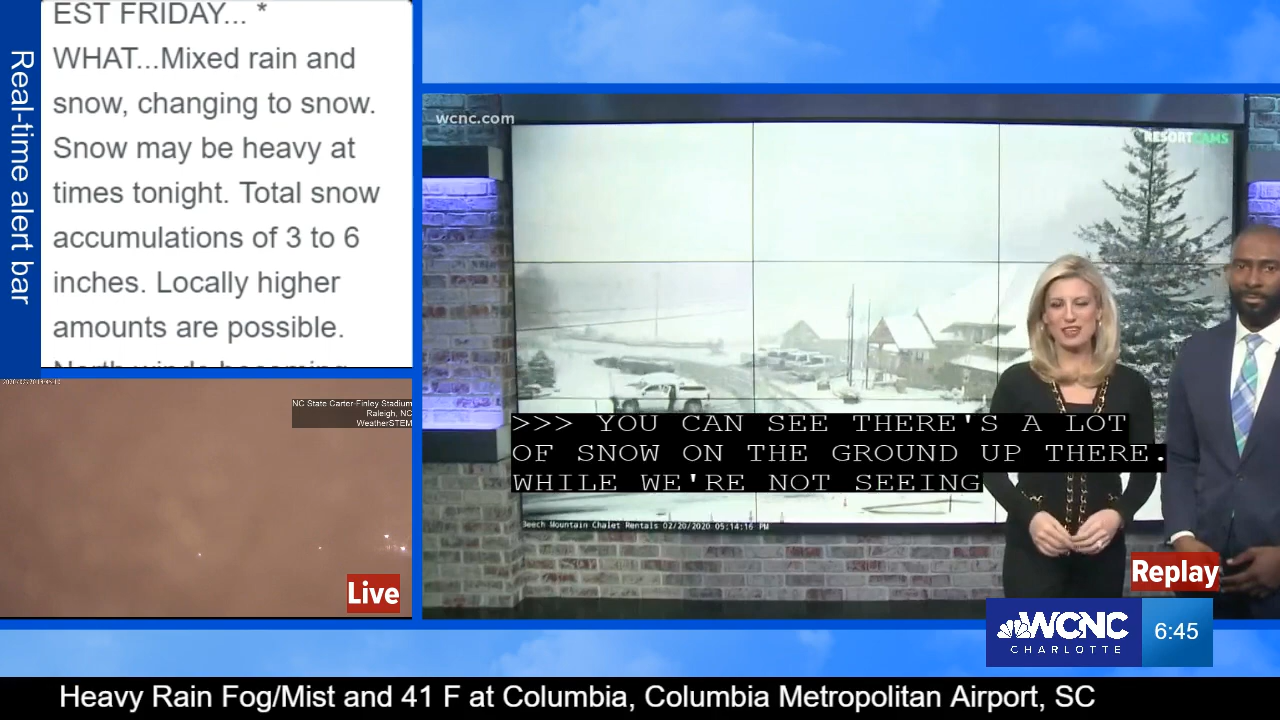 Real-time alert bar
EST FRIDAY... *
WHAT...Mixed rain and
snow, changing to snow.
Snow may be heavy at
times tonight. Total snow
accumulations of 3 to 6
inches. Locally higher
amounts are possible.
North winds becoming
NC State Carter-Finley Stadium
Raleigh, NC
WeatherSTEM
Live
wcnc.com
RESORTCAMS
>>> YOU CAN SEE THERE'S A LOT
OF SNOW ON THE GROUND UP THERE.
WHILE WE'RE NOT SEEING
Beech Mountain Chalet Rentals 02/20/2020 05:14:16 PM
Replay
WCNC
CHARLOTTE
6:45
Heavy Rain Fog/Mist and 41 F at Columbia, Columbia Metropolitan Airport, SC